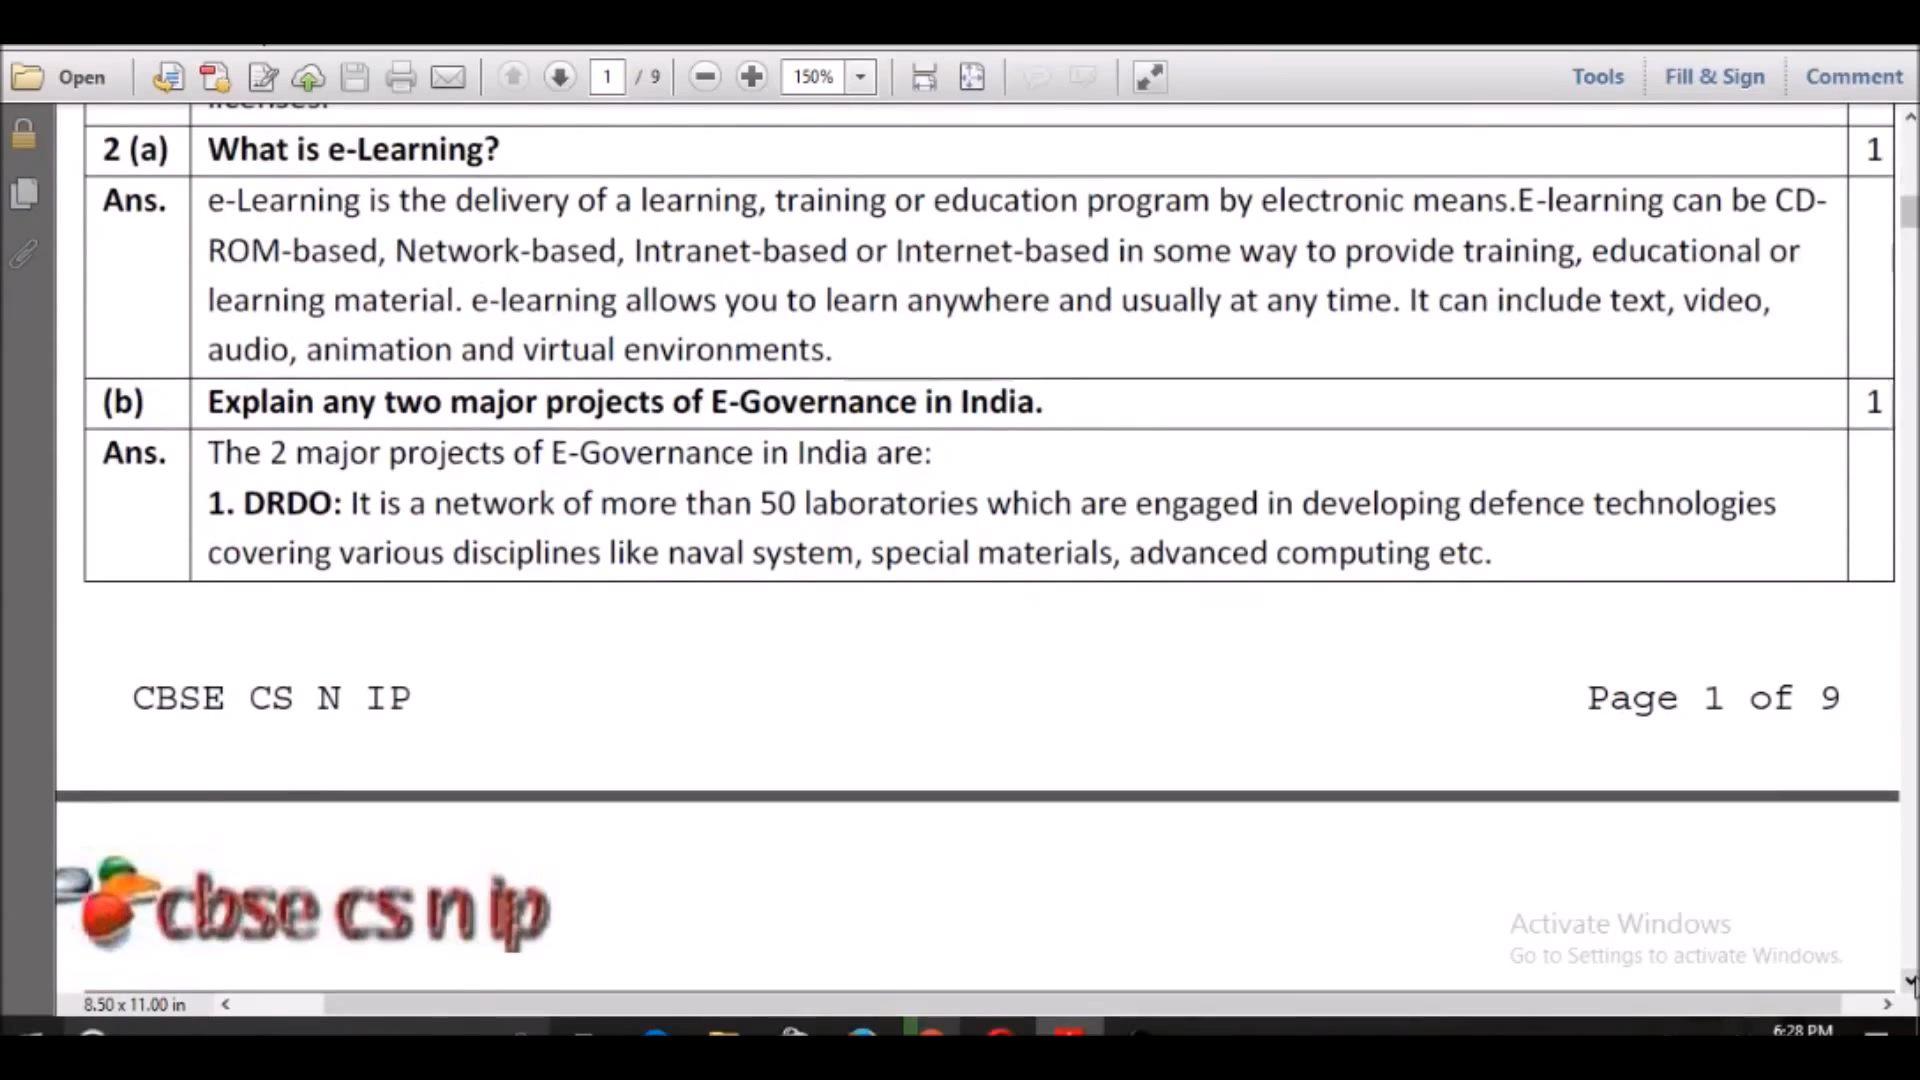 Open
1
/ 9
150%
Tools
Fill & Sign
Comment
licenses.
2 (a) What is e-Learning? 1
Ans. e-Learning is the delivery of a learning, training or education program by electronic means.E-learning can be CD-
ROM-based, Network-based, Intranet-based or Internet-based in some way to provide training, educational or
learning material. e-learning allows you to learn anywhere and usually at any time. It can include text, video,
audio, animation and virtual environments.
(b) Explain any two major projects of E-Governance in India. 1
Ans. The 2 major projects of E-Governance in India are:
1. DRDO: It is a network of more than 50 laboratories which are engaged in developing defence technologies
covering various disciplines like naval system, special materials, advanced computing etc.
CBSE CS N IP Page 1 of 9
cbse cs n ip
Activate Windows
Go to Settings to activate Windows.
8.50 x 11.00 in
6:28 PM